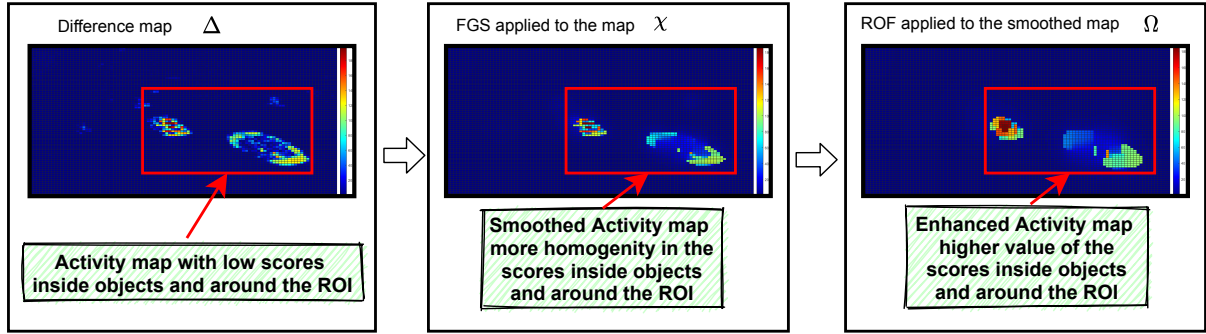 Difference map Δ
Activity map with low scores
inside objects and around the ROI
FGS applied to the map χ
Smoothed Activity map
more homogenity in the
scores inside objects
and around the ROI
ROF applied to the smoothed map Ω
Enhanced Activity map
higher value of the
scores inside objects
and around the ROI